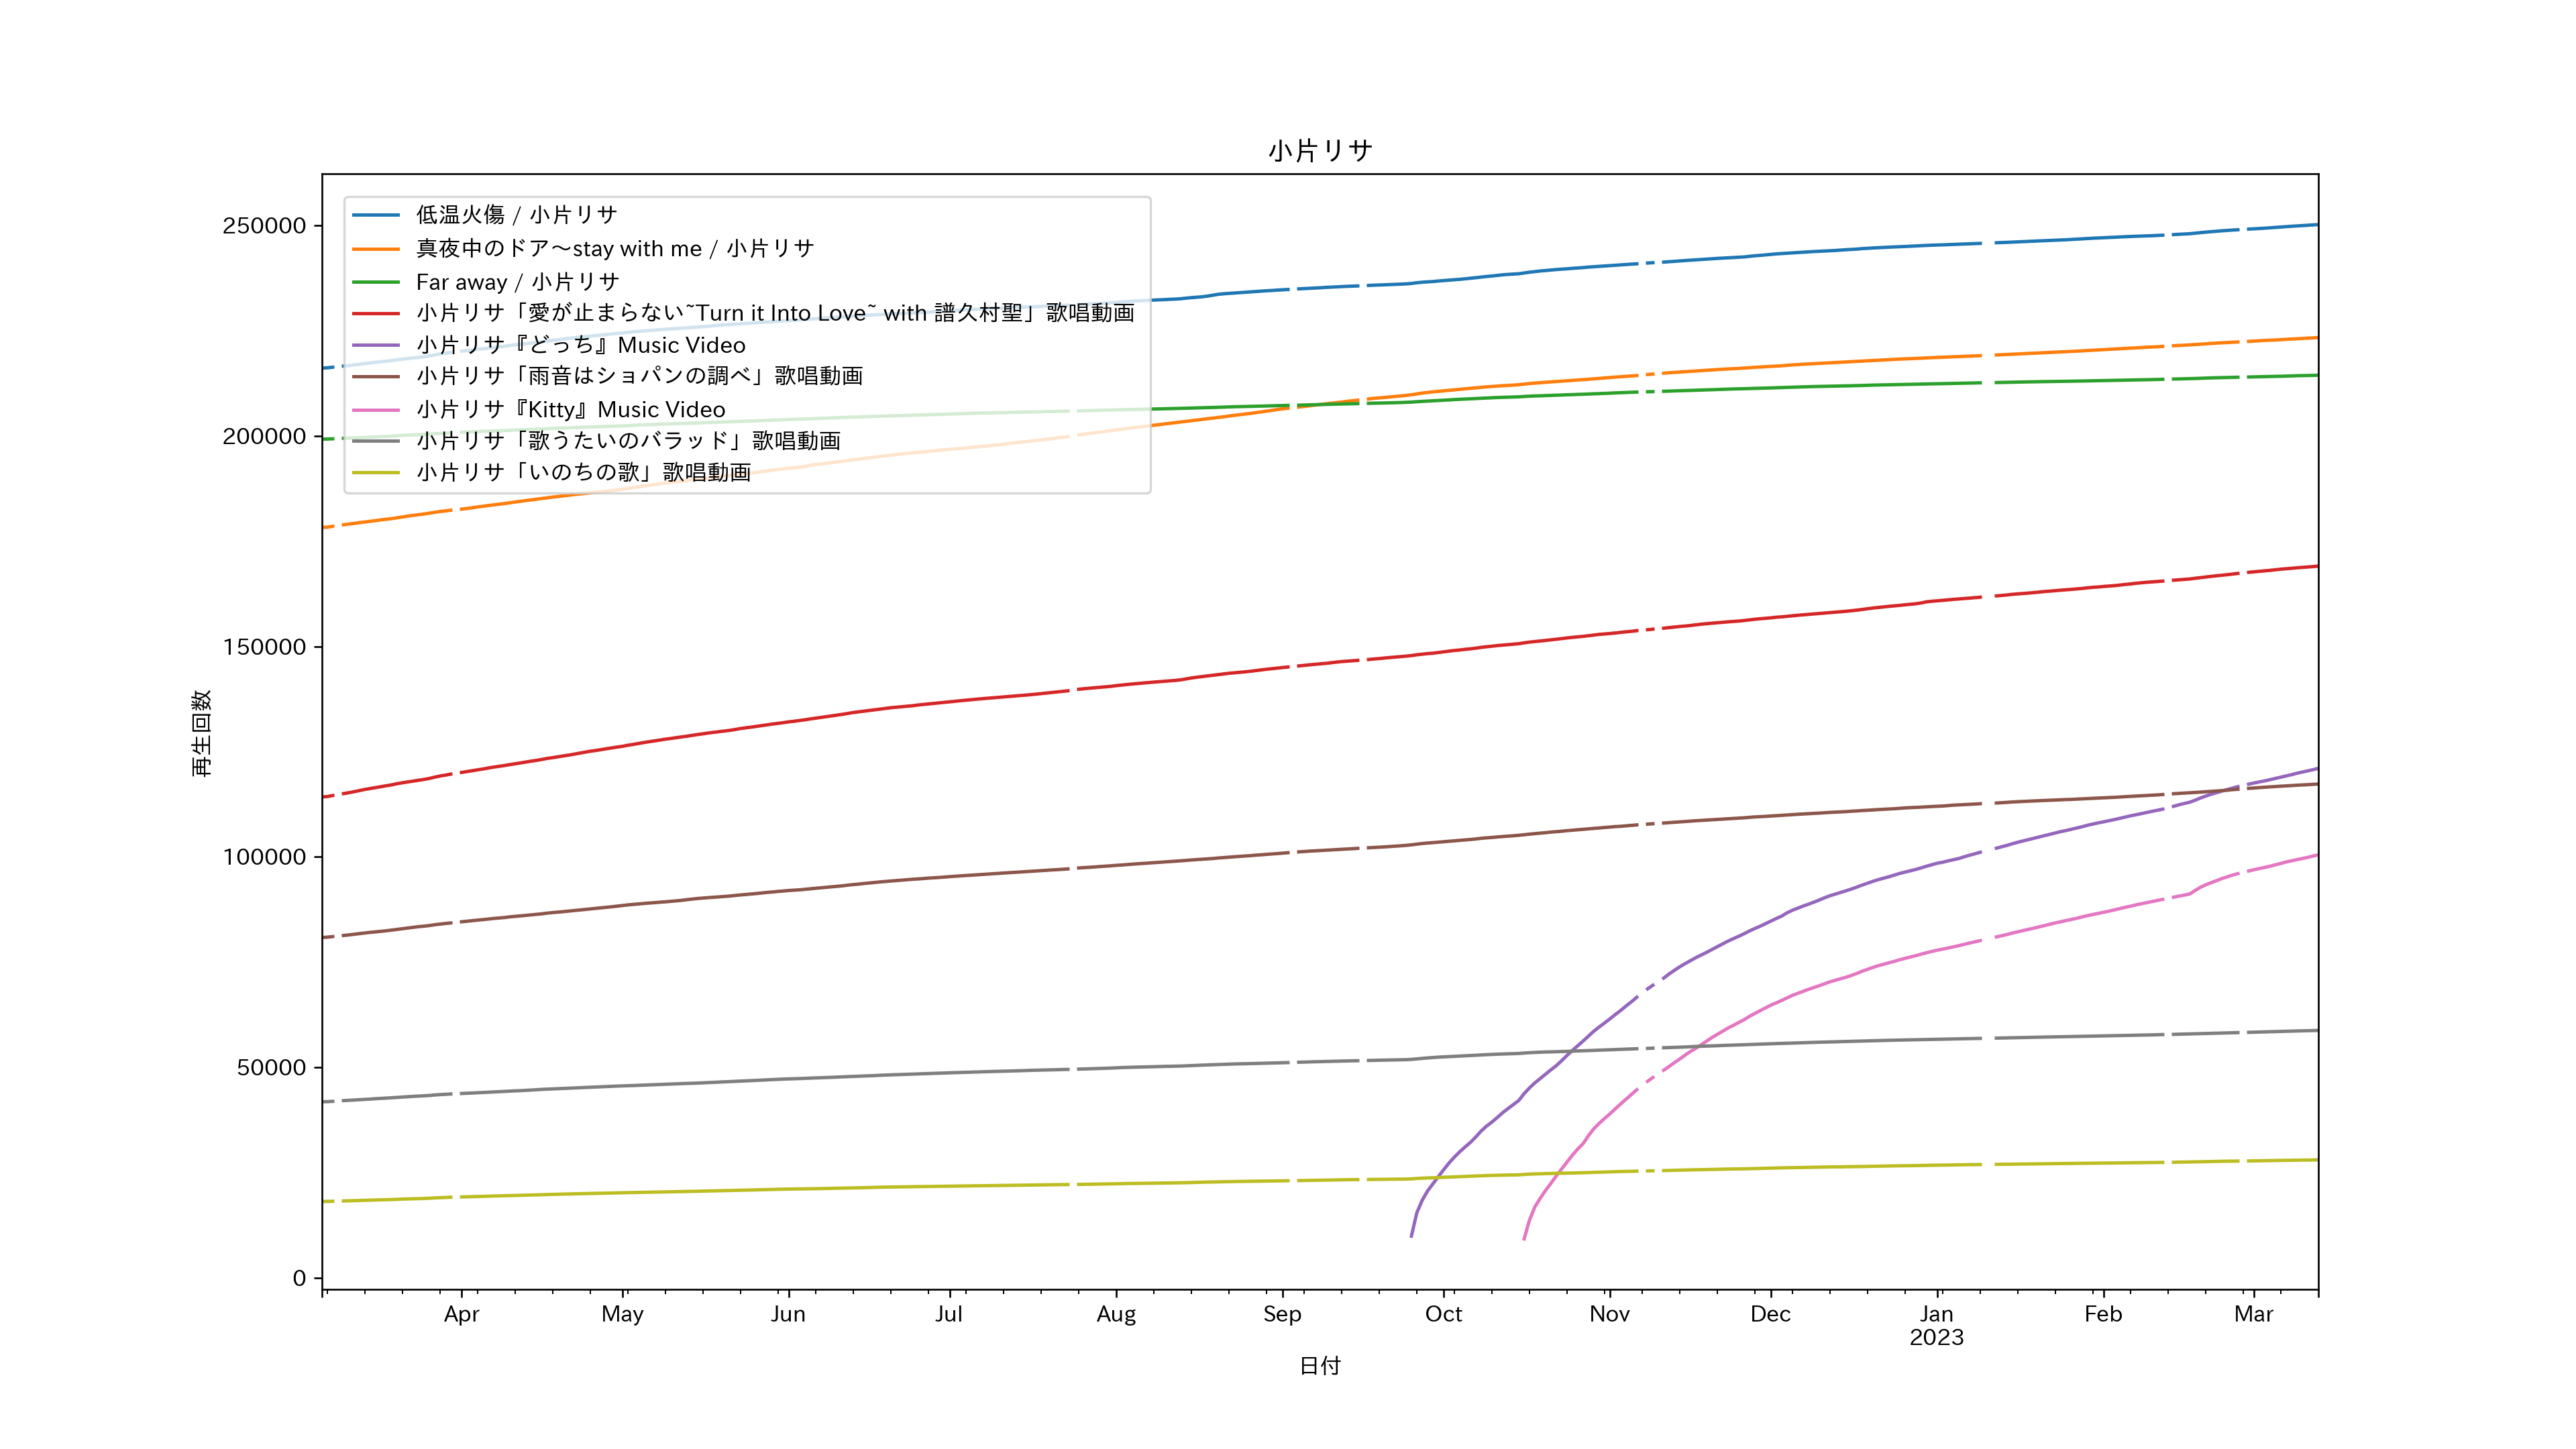 小片リサ
250000
200000
150000
100000
50000
0
再生回数
低温火傷 / 小片リサ
真夜中のドア〜stay with me / 小片リサ
Far away / 小片リサ
小片リサ「愛が止まらない~Turn it Into Love~ with 譜久村聖」歌唱動画
小片リサ『どっち』Music Video
小片リサ「雨音はショパンの調べ」歌唱動画
小片リサ『Kitty』Music Video
小片リサ「歌うたいのバラッド」歌唱動画
小片リサ「いのちの歌」歌唱動画
Apr May Jun Jul Aug Sep Oct Nov Dec Jan Feb Mar
2023
日付